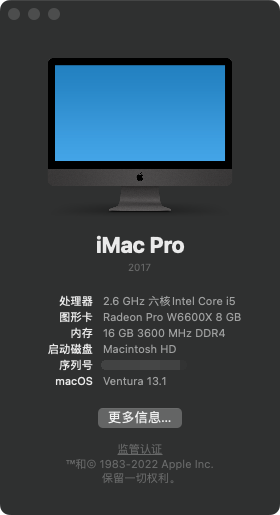 iMac Pro
2017
处理器 2.6 GHz 六核Intel Core i5
图形卡 Radeon Pro W6600X 8 GB
内存 16 GB 3600 MHz DDR4
启动磁盘 Macintosh HD
序列号
macOS Ventura 13.1
更多信息...
监管认证
™和© 1983-2022 Apple Inc.
保留一切权利。